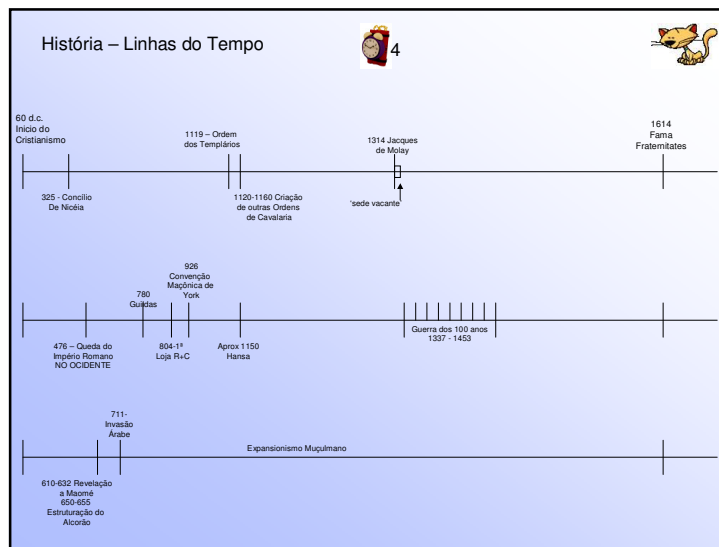 História – Linhas do Tempo
4
60 d.c.
Inicio do
Cristianismo
325 - Concílio
De Nicéia
1119 – Ordem
dos Templários
1120-1160 Criação
de outras Ordens
de Cavalaria
1314 Jacques
de Molay
'sede vacante'
1614
Fama
Fraternitates
476 – Queda do
Império Romano
NO OCIDENTE
780
Guildas
804-1ª
Loja R+C
926
Convenção
Maçônica de
York
Aprox 1150
Hansa
Guerra dos 100 anos
1337 - 1453
610-632 Revelação
a Maomé
650-655
Estruturação do
Alcorão
711-
Invasão
Árabe
Expansionismo Muçulmano